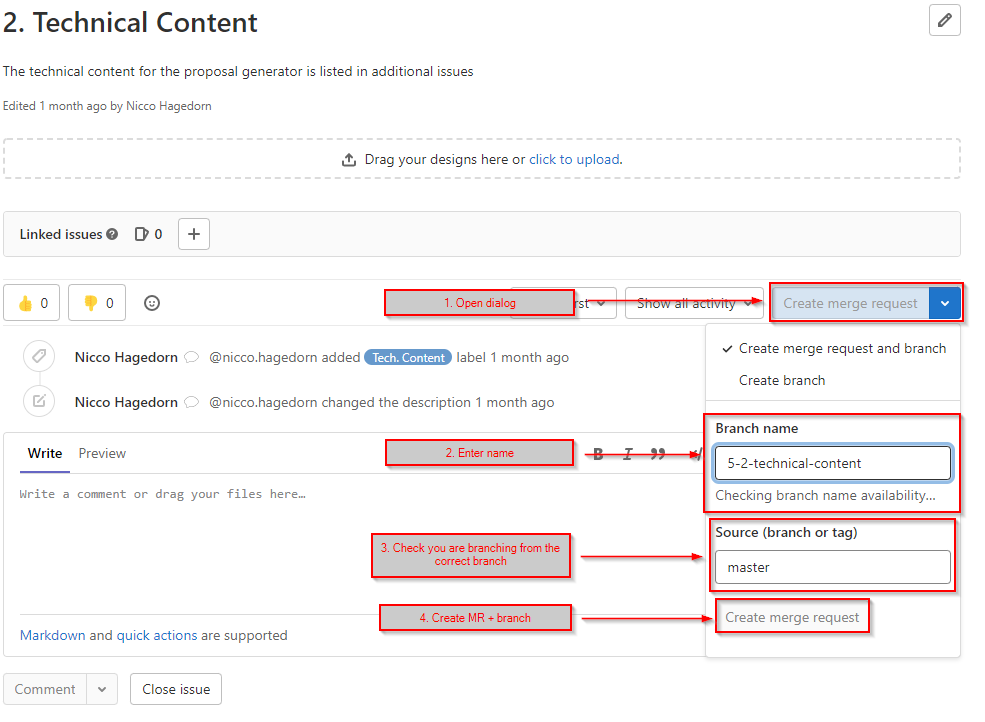 2. Technical Content
The technical content for the proposal generator is listed in additional issues
Edited 1 month ago by Nicco Hagedorn
Drag your designs here or click to upload.
Linked issues 0
0 0
1. Open dialog
Show all activity
Create merge request
Create merge request and branch
Create branch
Nicco Hagedorn @nicco.hagedorn added Tech. Content label 1 month ago
Nicco Hagedorn @nicco.hagedorn changed the description 1 month ago
Branch name
Write Preview
2. Enter name
B I
5-2-technical-content
Write a comment or drag your files here…
Checking branch name availability…
Source (branch or tag)
3. Check you are branching from the
correct branch
master
4. Create MR + branch
Create merge request
Markdown and quick actions are supported
Comment
Close issue